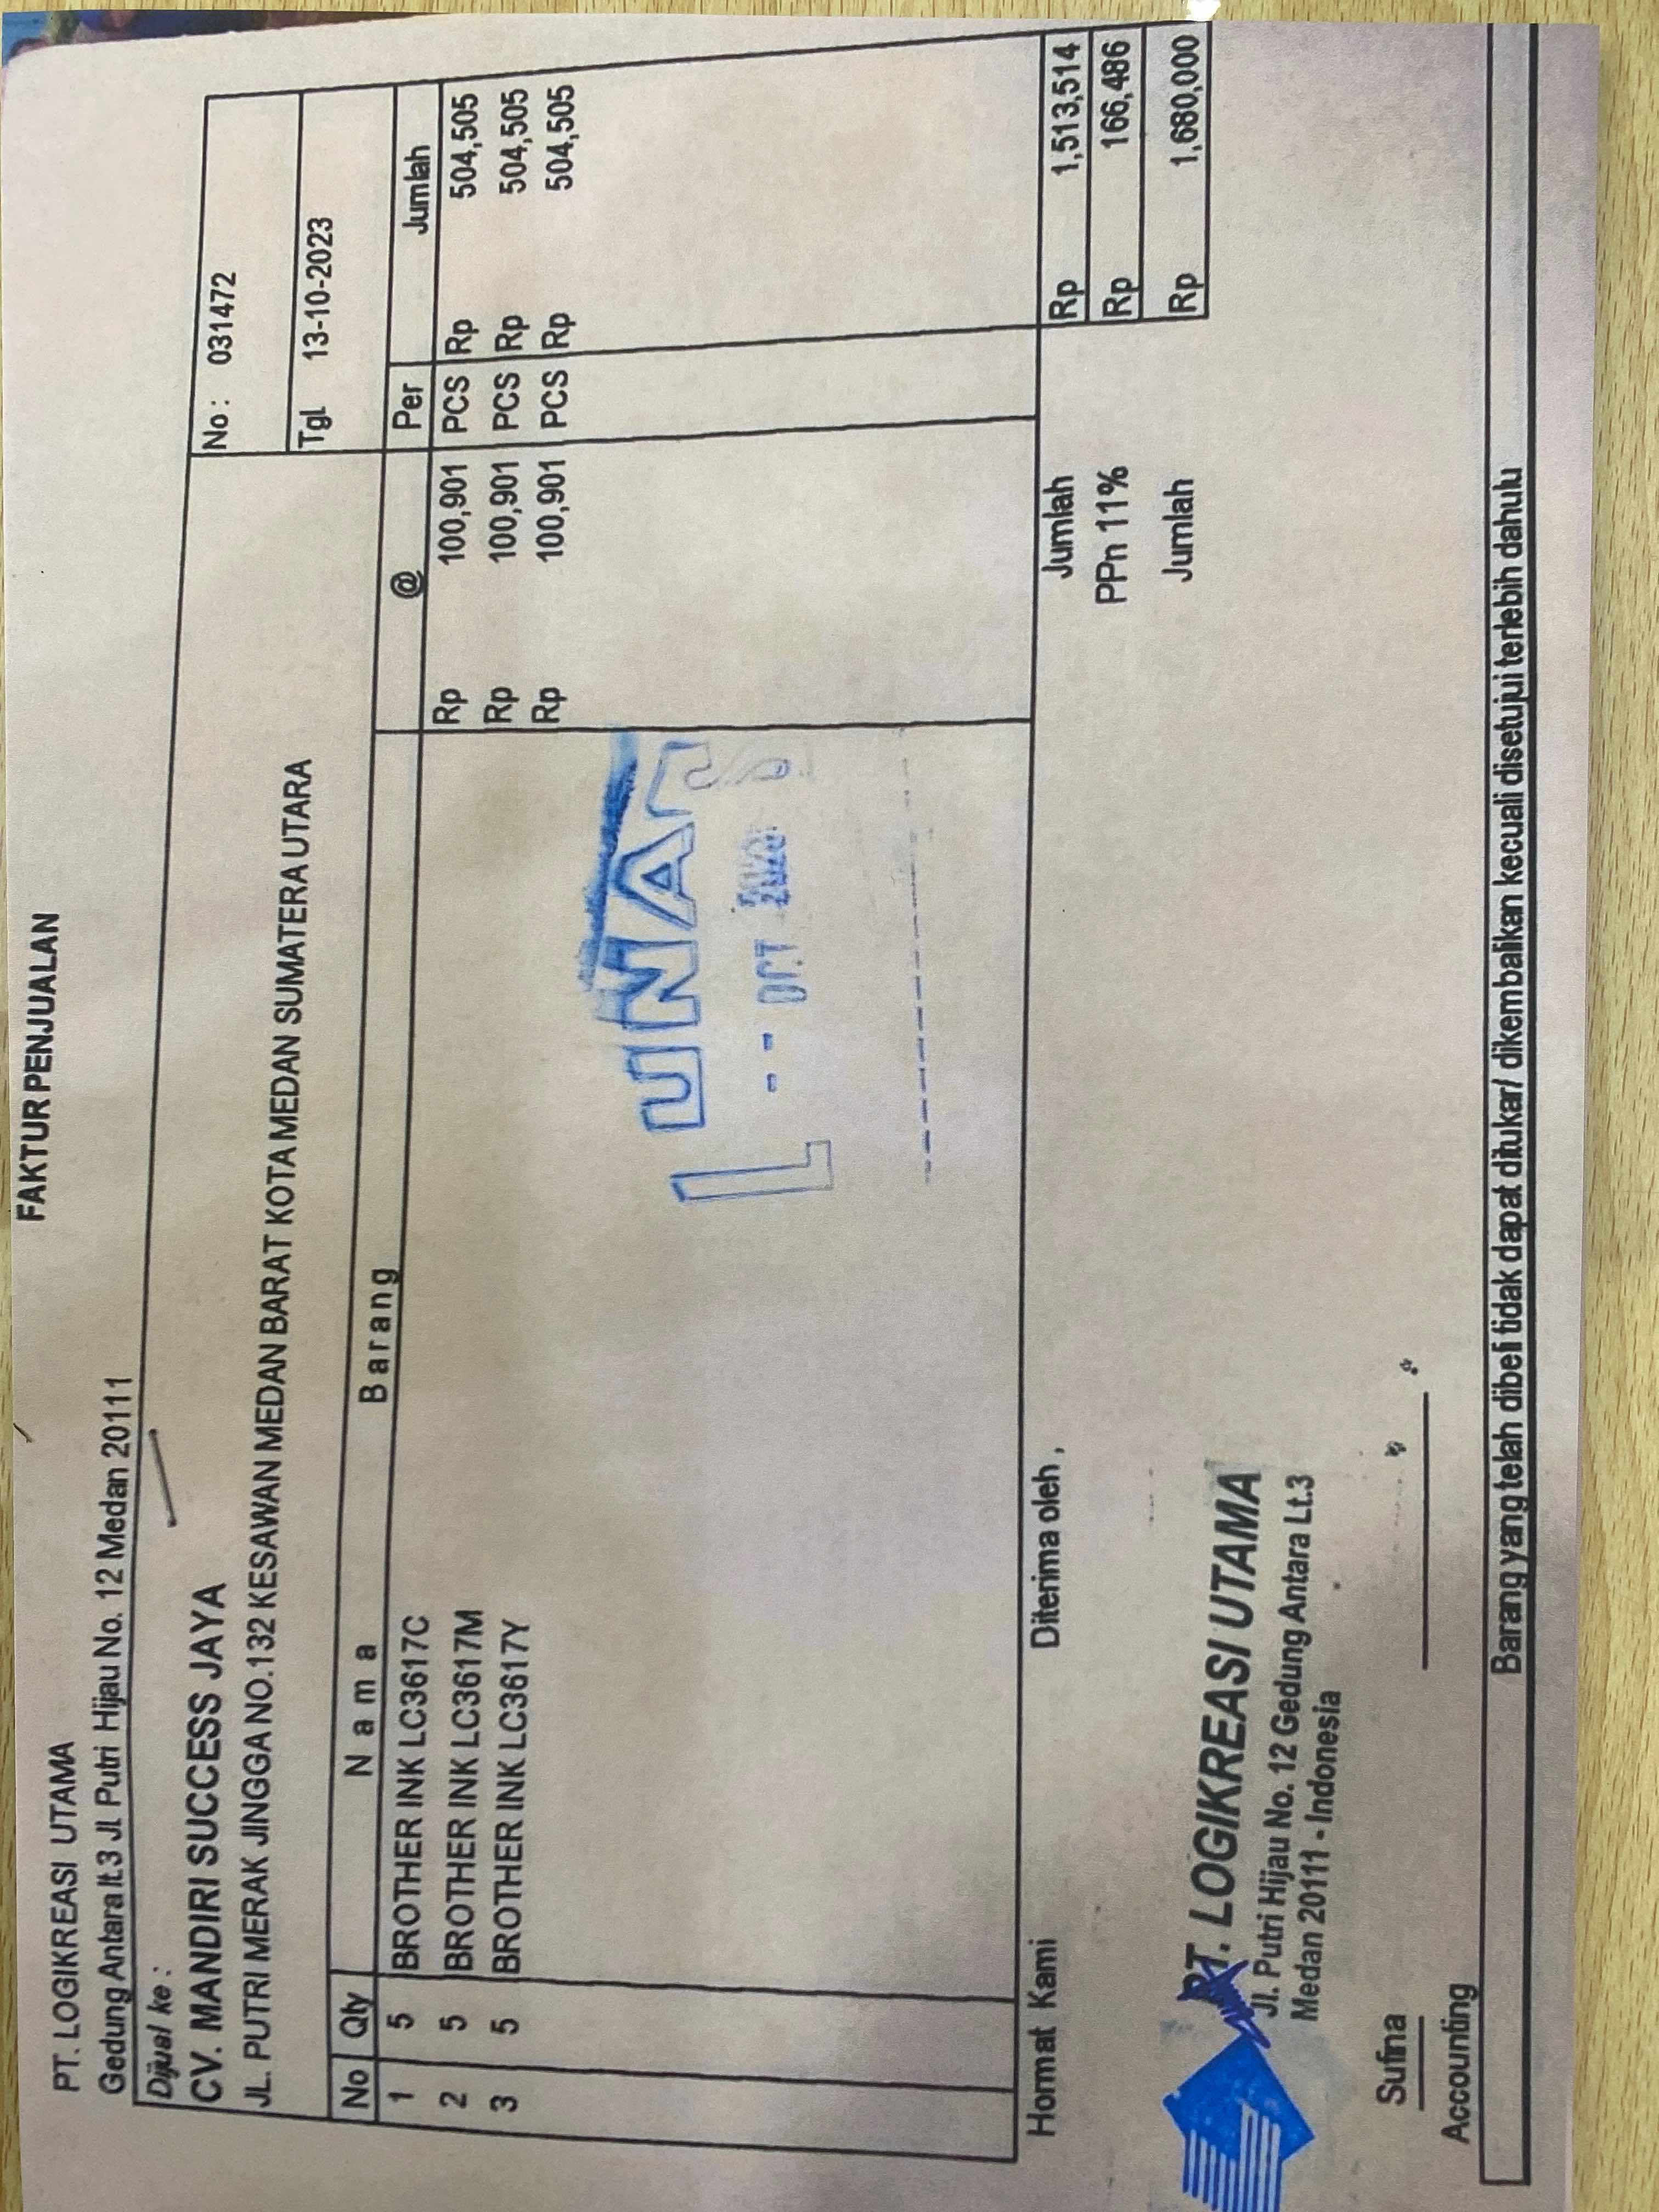 FAKTUR PENJUALAN
PT. LOGIKREASI UTAMA
Gedung Antara lt.3 Jl. Putri Hijau No. 12 Medan 20111
Dijual ke :
CV. MANDIRI SUCCESS JAYA
JL. PUTRI MERAK JINGGA NO.132 KESAWAN MEDAN BARAT KOTA MEDAN SUMATERA UTARA
No : 031472
Tgl 13-10-2023
No Qty Nama Barang @ Per Jumlah
1 5 BROTHER INK LC3617C Rp 100,901 PCS Rp 504,505
2 5 BROTHER INK LC3617M Rp 100,901 PCS Rp 504,505
3 5 BROTHER INK LC3617Y Rp 100,901 PCS Rp 504,505
LUNAS
OCT
Hormat Kami Diterima oleh , Jumlah Rp 1,513,514
PPn 11% Rp 166,486
Jumlah Rp 1,680,000
PT. LOGIKREASI UTAMA
Jl. Putri Hijau No. 12 Gedung Antara Lt.3
Medan 20111 - Indonesia
Sufina
Accounting
Barang yang telah dibeli tidak dapat ditukar/ dikembalikan kecuali disetujui terlebih dahulu